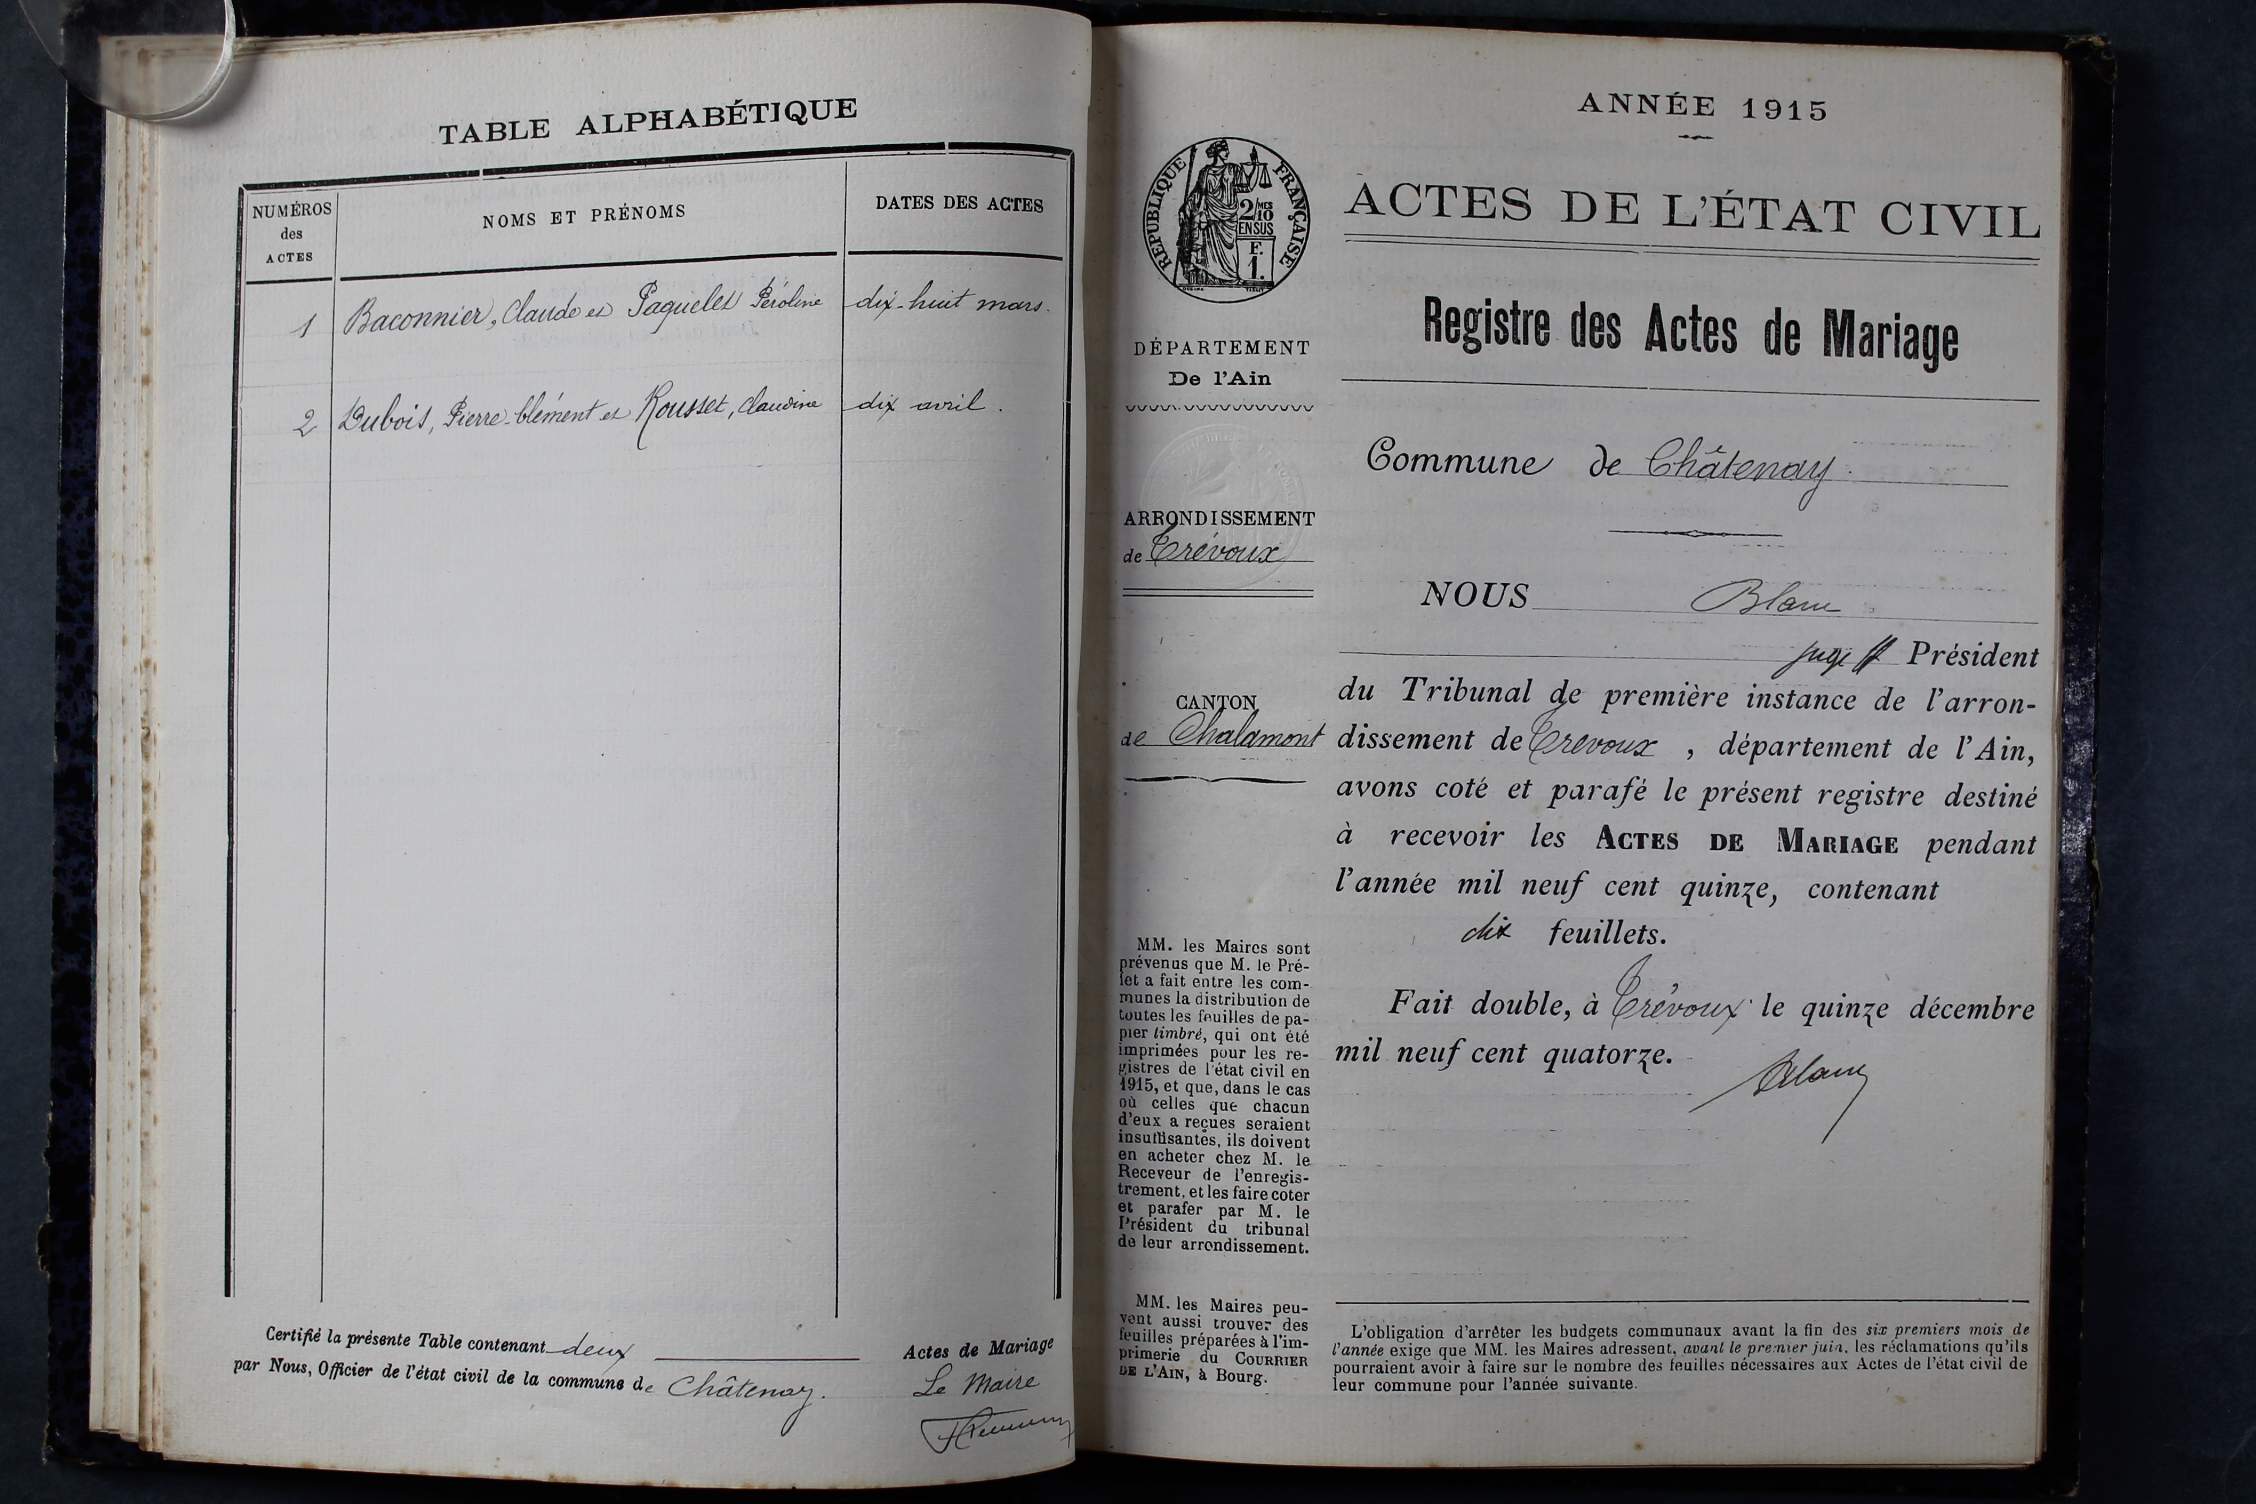 TABLE ALPHABÉTIQUE
NUMÉROS
des
ACTES
NOMS ET PRÉNOMS
DATES DES ACTES
1 Baconnier, Claude et Paquelet Péroline dix-huit mars.
2 Dubois, Pierre-Clément et Rousset, Claudine dix avril.
Certifié la présente Table contenant deux Actes de Mariage
par Nous, Officier de l'état civil de la commune de Châtenay.
Le Maire
ANNÉE 1915
RÉPUBLIQUE FRANÇAISE
2/10 MES
EN SUS
F.
1.
DÉPARTEMENT
De l'Ain
ARRONDISSEMENT
de Trévoux
CANTON
de Chalamont
MM. les Maires sont
prévenus que M. le Pré-
fet a fait entre les com-
munes la distribution de
toutes les feuilles de pa-
pier timbré, qui ont été
imprimées pour les re-
gistres de l'état civil en
1915, et que, dans le cas
où celles que chacun
d'eux a reçues seraient
insuffisantes, ils doivent
en acheter chez M. le
Receveur de l'enregis-
trement, et les faire coter
et parafer par M. le
Président du tribunal
de leur arrondissement.
MM. les Maires peu-
vent aussi trouver des
feuilles préparées à l'im-
primerie du COURRIER
DE L'AIN, à Bourg.
ACTES DE L'ÉTAT CIVIL
Registre des Actes de Mariage
Commune de Châtenay.
NOUS Blanc
juge ff Président
du Tribunal de première instance de l'arron-
dissement de Trevoux, département de l'Ain,
avons coté et parafé le présent registre destiné
à recevoir les ACTES DE MARIAGE pendant
l'année mil neuf cent quinze, contenant
dix feuillets.
Fait double, à Trévoux le quinze décembre
mil neuf cent quatorze.
Blanc
L'obligation d'arrêter les budgets communaux avant la fin des six premiers mois de
l'année exige que MM. les Maires adressent, avant le premier juin, les réclamations qu'ils
pourraient avoir à faire sur le nombre des feuilles nécessaires aux Actes de l'état civil de
leur commune pour l'année suivante.